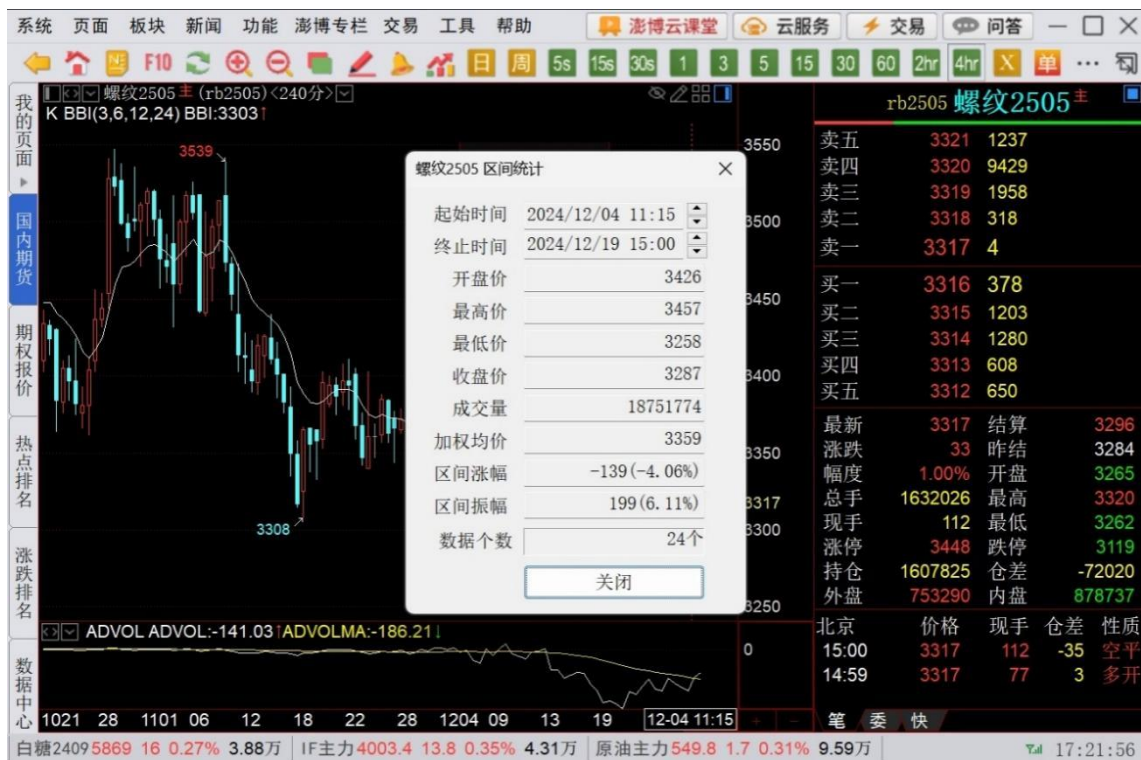 系统 页面 板块 新闻 功能 澎博专栏 交易 工具 帮助 澎博云课堂 云服务 交易 问答
F10 日 周 5s 15s 30s 1 3 5 15 30 60 2hr 4hr X 单 ...
我的页面
国内期货
期权报价
热点排名
涨跌排名
数据中心
螺纹2505主 (rb2505)<240分>
K BBI(3,6,12,24) BBI:3303↑
3539
3308
3550
3500
3450
3400
3350
3317
3300
3250
螺纹2505 区间统计
起始时间 2024/12/04 11:15
终止时间 2024/12/19 15:00
开盘价 3426
最高价 3457
最低价 3258
收盘价 3287
成交量 18751774
加权均价 3359
区间涨幅 -139(-4.06%)
区间振幅 199(6.11%)
数据个数 24个
关闭
ADVOL ADVOL:-141.03↑ADVOLMA:-186.21↓
0
1021 28 1101 06 12 18 22 28 1204 09 13 19 12-04 11:15 + -
rb2505 螺纹2505主
卖五 3321 1237
卖四 3320 9429
卖三 3319 1958
卖二 3318 318
卖一 3317 4
买一 3316 378
买二 3315 1203
买三 3314 1280
买四 3313 608
买五 3312 650
最新 3317 结算 3296
涨跌 33 昨结 3284
幅度 1.00% 开盘 3265
总手 1632026 最高 3320
现手 112 最低 3262
涨停 3448 跌停 3119
持仓 1607825 仓差 -72020
外盘 753290 内盘 878737
北京 价格 现手 仓差 性质
15:00 3317 112 -35 空平
14:59 3317 77 3 多开
笔 委 快
白糖2409 5869 16 0.27% 3.88万 IF主力 4003.4 13.8 0.35% 4.31万 原油主力 549.8 1.7 0.31% 9.59万 17:21:56